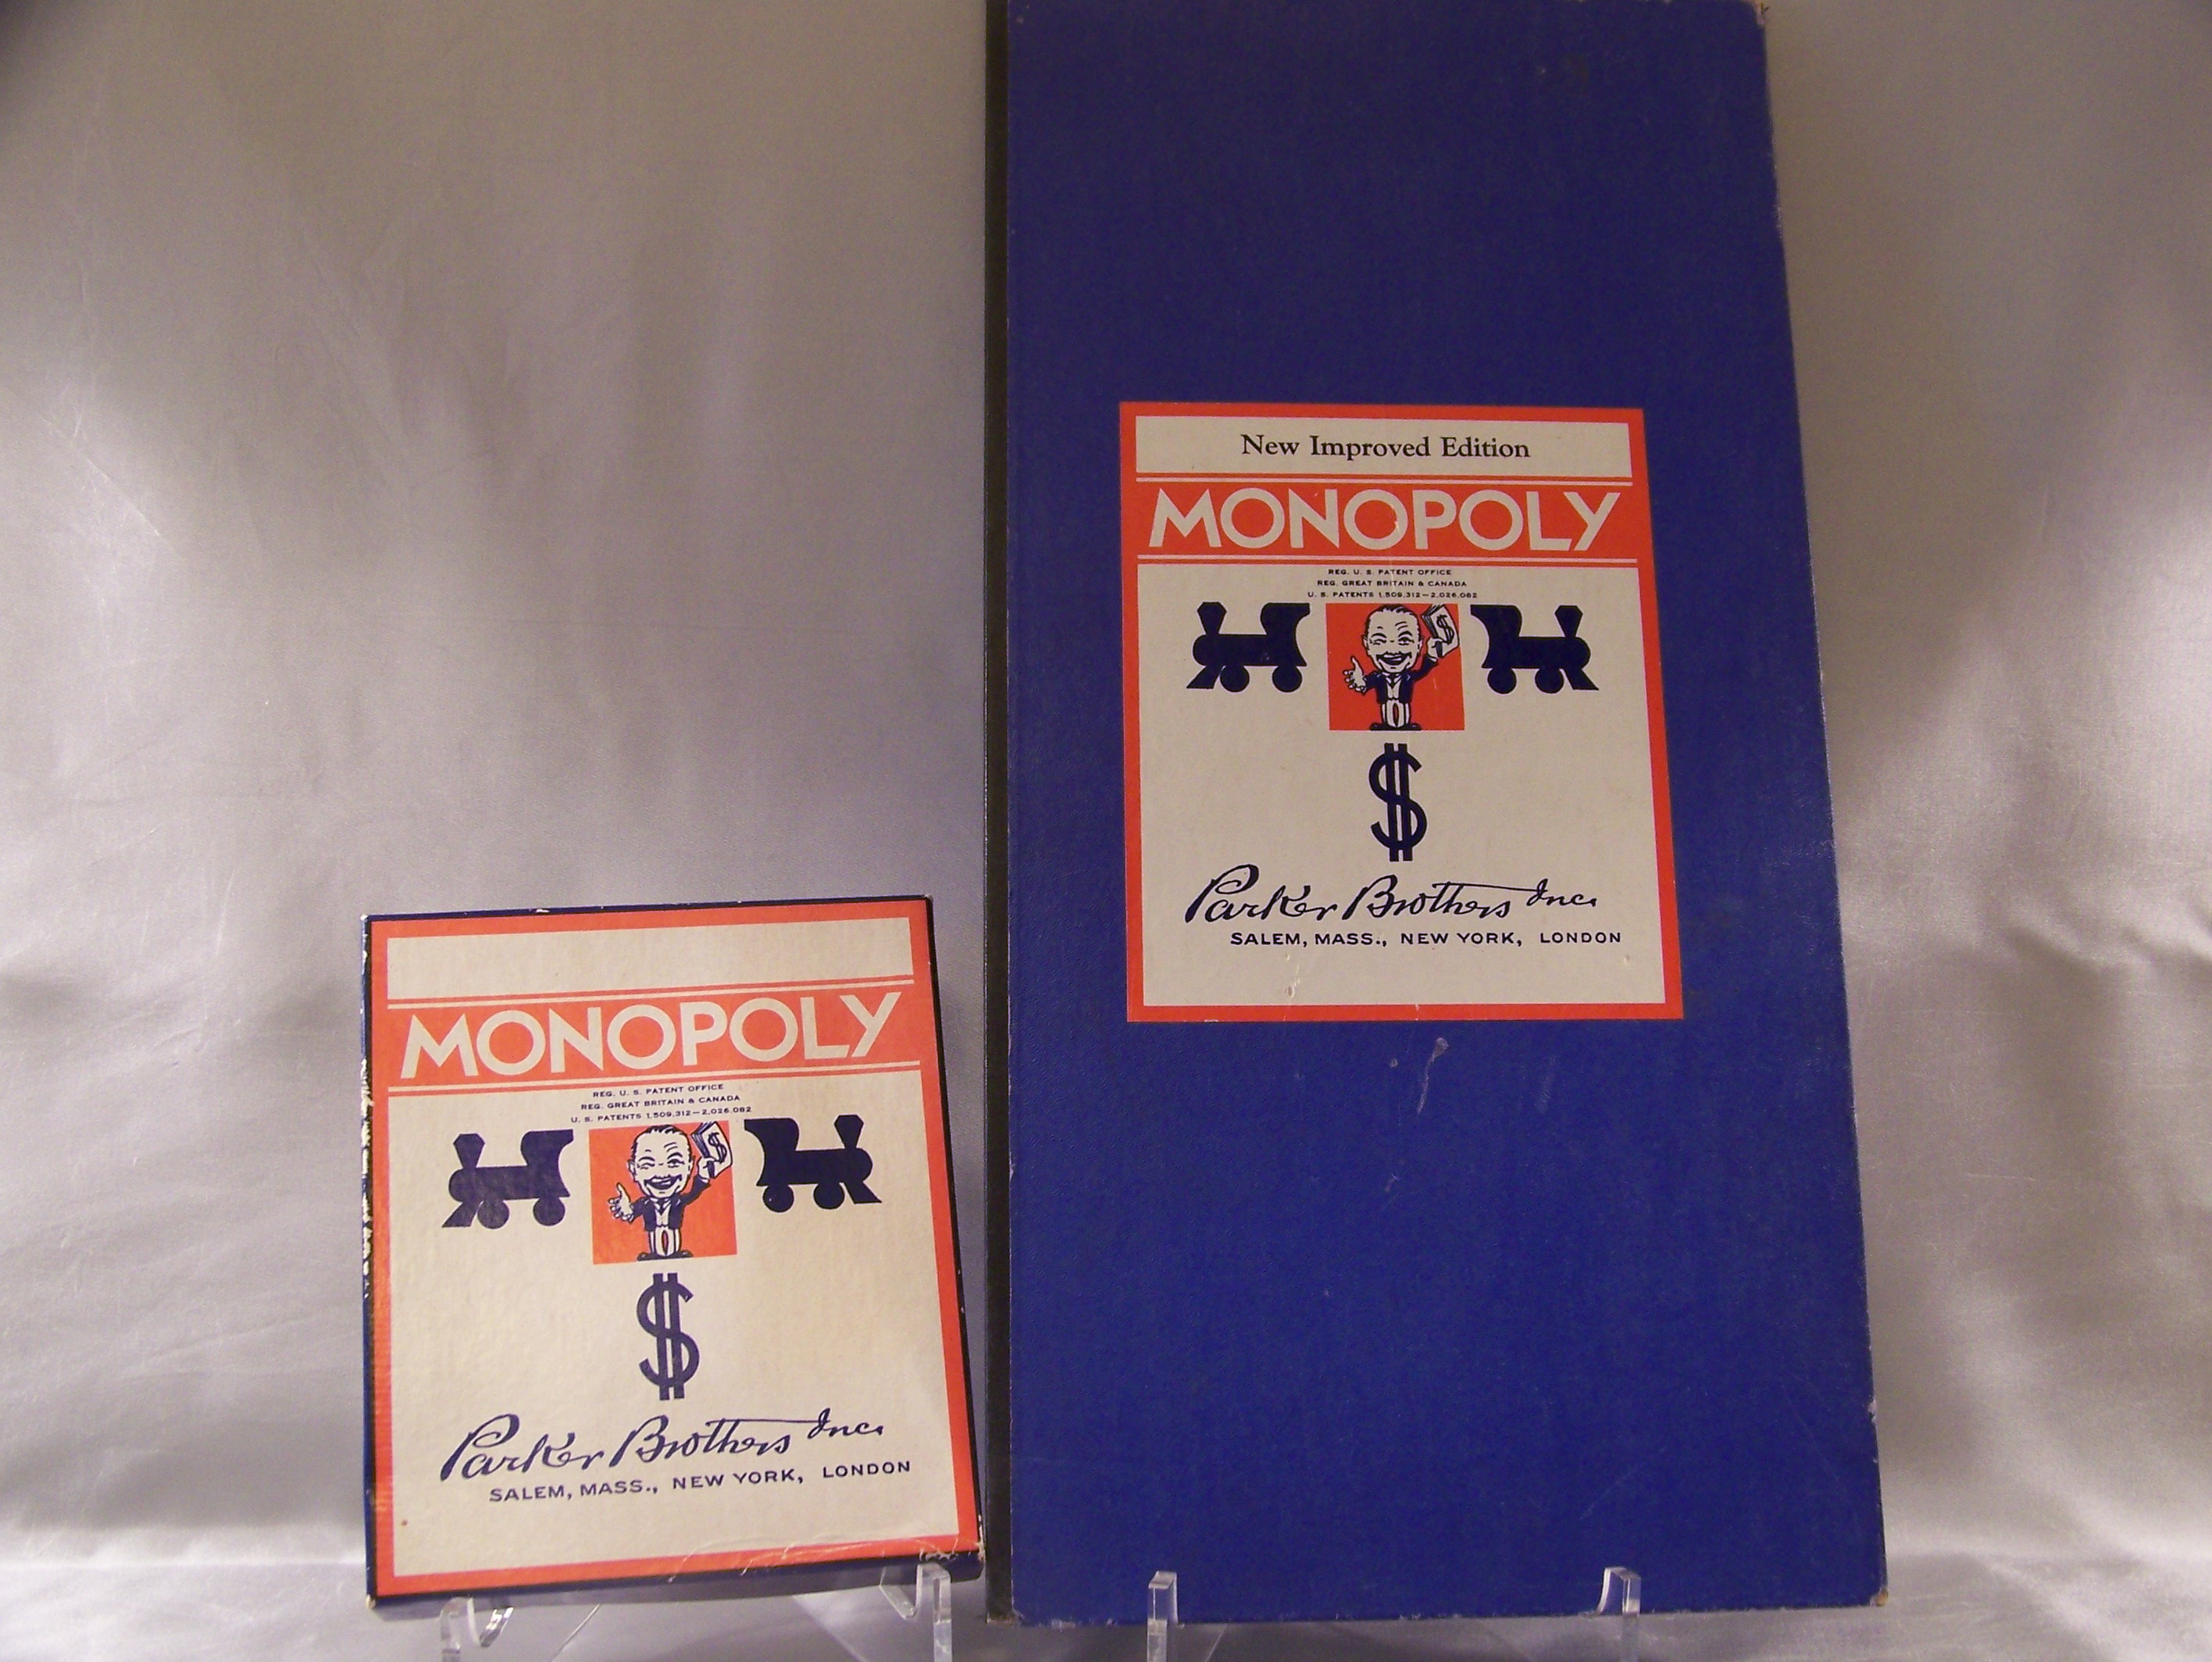 MONOPOLY
REG. U. S. PATENT OFFICE
REG. GREAT BRITAIN & CANADA
U. S. PATENTS 1,509,312—2,026,082
$
$
Parker Brothers Inc.
SALEM, MASS., NEW YORK, LONDON
New Improved Edition
MONOPOLY
REG. U. S. PATENT OFFICE
REG. GREAT BRITAIN & CANADA
U. S. PATENTS 1,509,312—2,026,082
$
$
Parker Brothers Inc.
SALEM, MASS., NEW YORK, LONDON